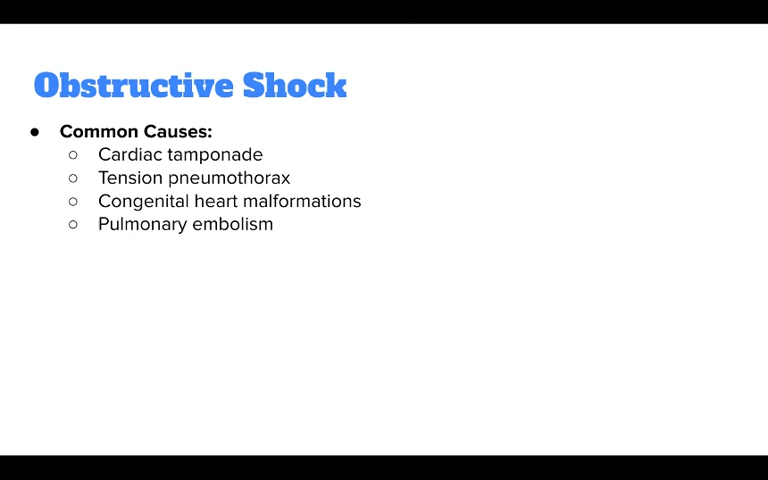 Obstructive Shock
● Common Causes:
○ Cardiac tamponade
○ Tension pneumothorax
○ Congenital heart malformations
○ Pulmonary embolism